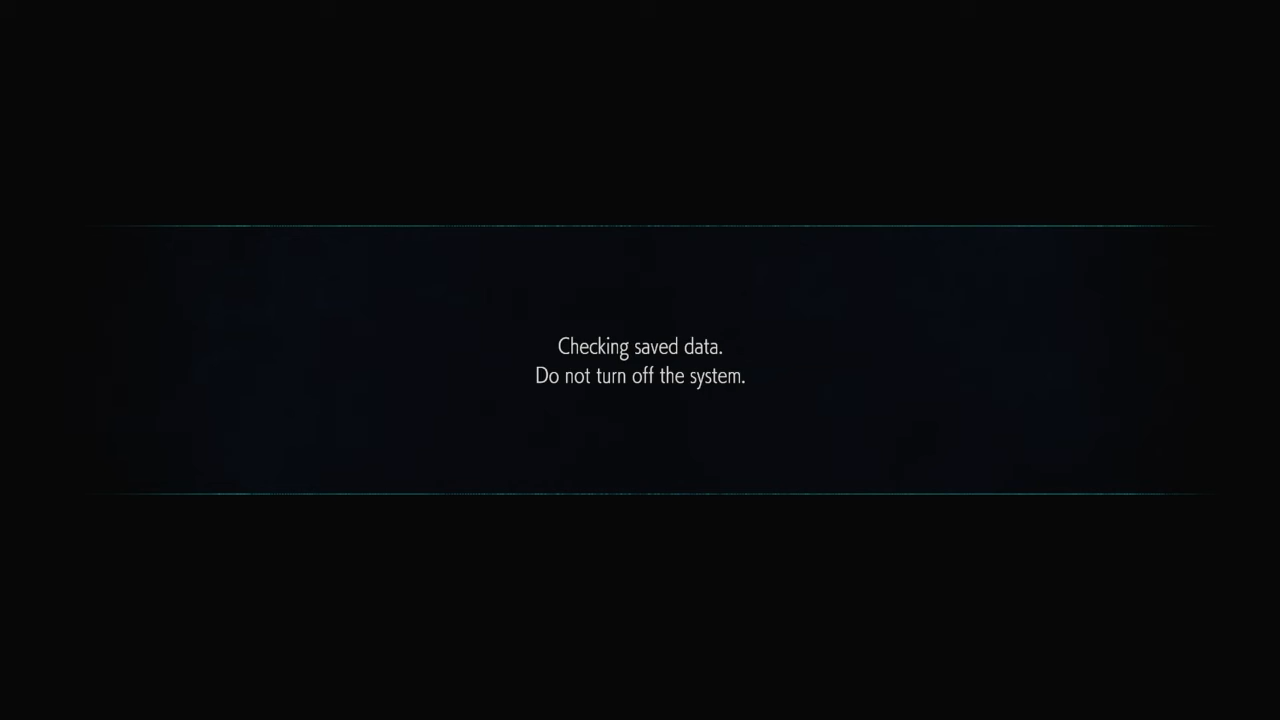 Checking saved data.
Do not turn off the system.